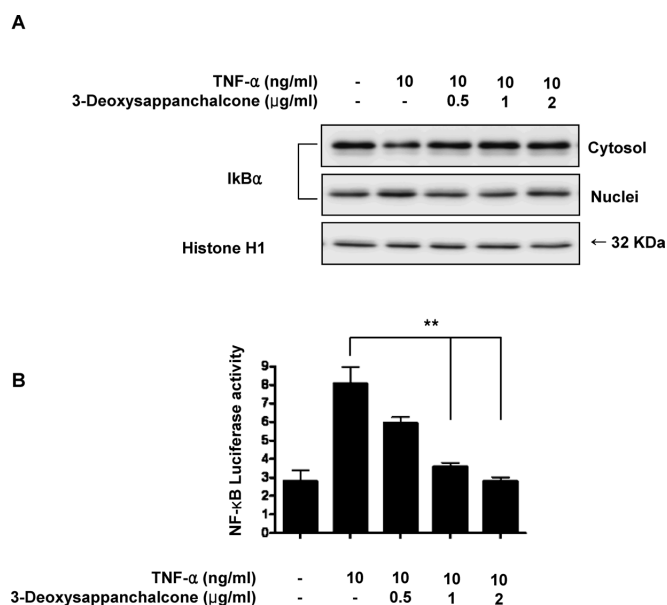 A
TNF-α (ng/ml) - 10 10 10 10
3-Deoxysappanchalcone (μg/ml) - - 0.5 1 2
Cytosol
IkBα
Nuclei
Histone H1 ← 32 KDa
**
B
NF-κB Luciferase activity
9
8
7
6
5
4
3
2
1
0
TNF-α (ng/ml) - 10 10 10 10
3-Deoxysappanchalcone (μg/ml) - - 0.5 1 2